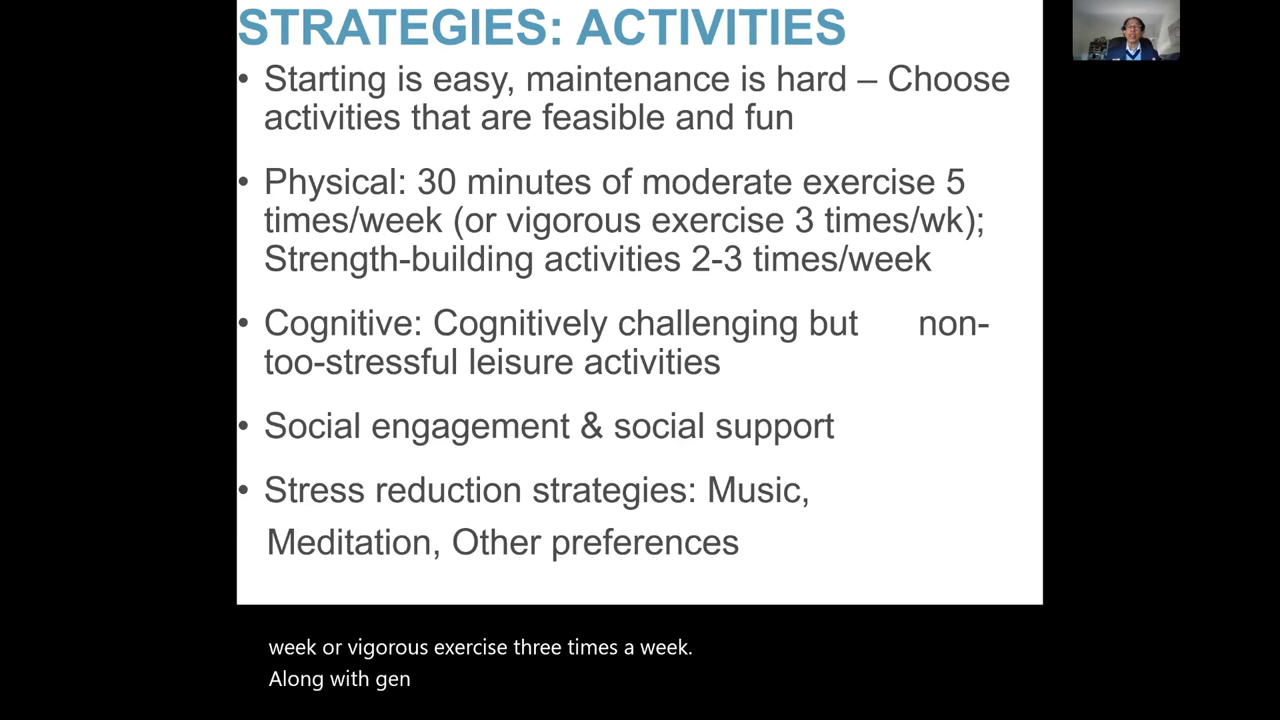 STRATEGIES: ACTIVITIES
• Starting is easy, maintenance is hard – Choose
activities that are feasible and fun
• Physical: 30 minutes of moderate exercise 5
times/week (or vigorous exercise 3 times/wk);
Strength-building activities 2-3 times/week
• Cognitive: Cognitively challenging but non-
too-stressful leisure activities
• Social engagement & social support
• Stress reduction strategies: Music,
Meditation, Other preferences
week or vigorous exercise three times a week.
Along with gen